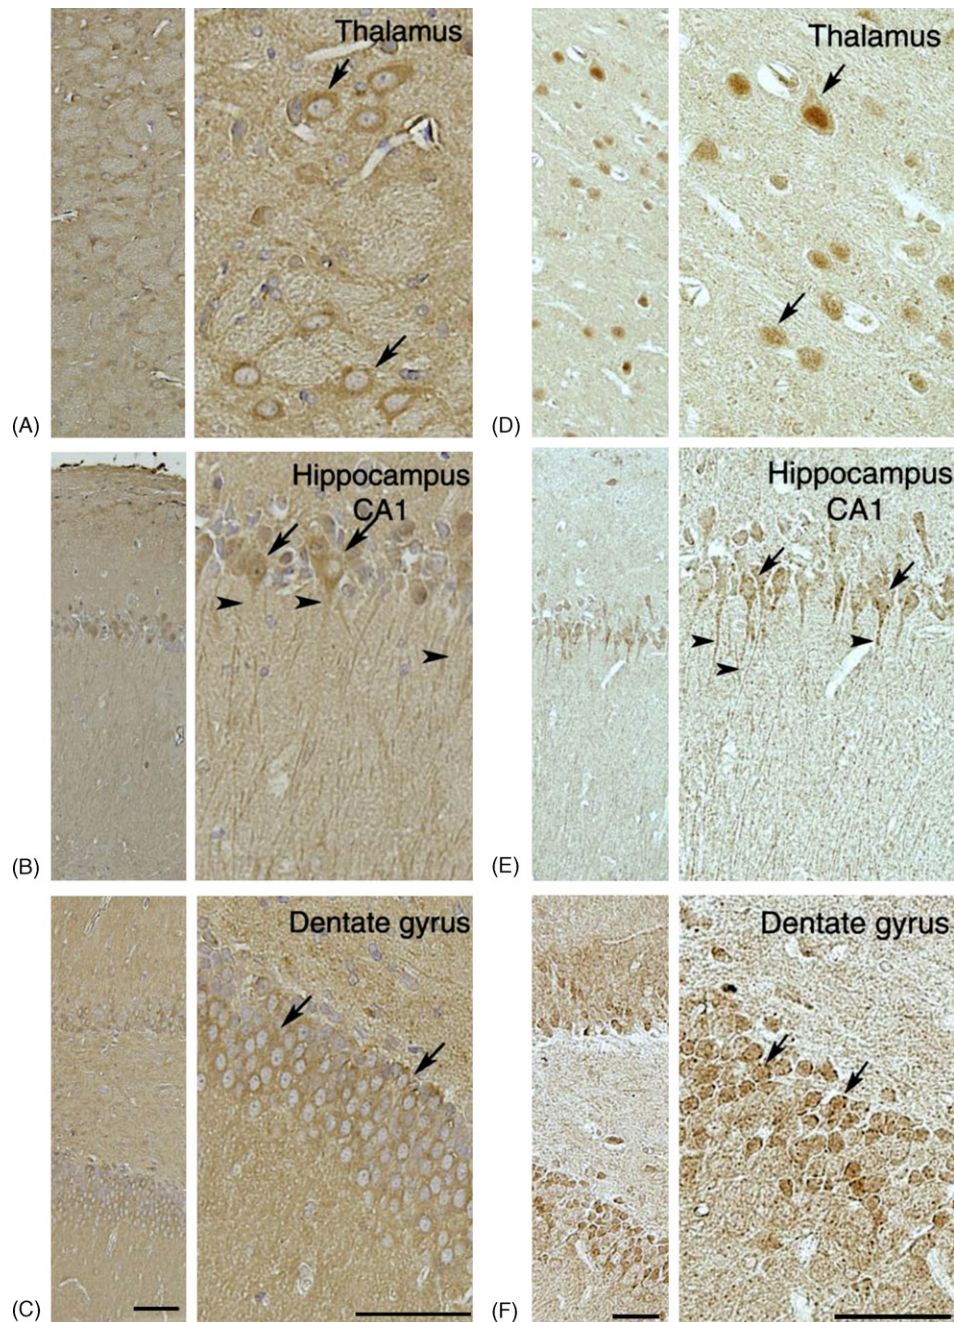 Thalamus
(A)
Hippocampus
CA1
(B)
Dentate gyrus
(C)
Thalamus
(D)
Hippocampus
CA1
(E)
Dentate gyrus
(F)